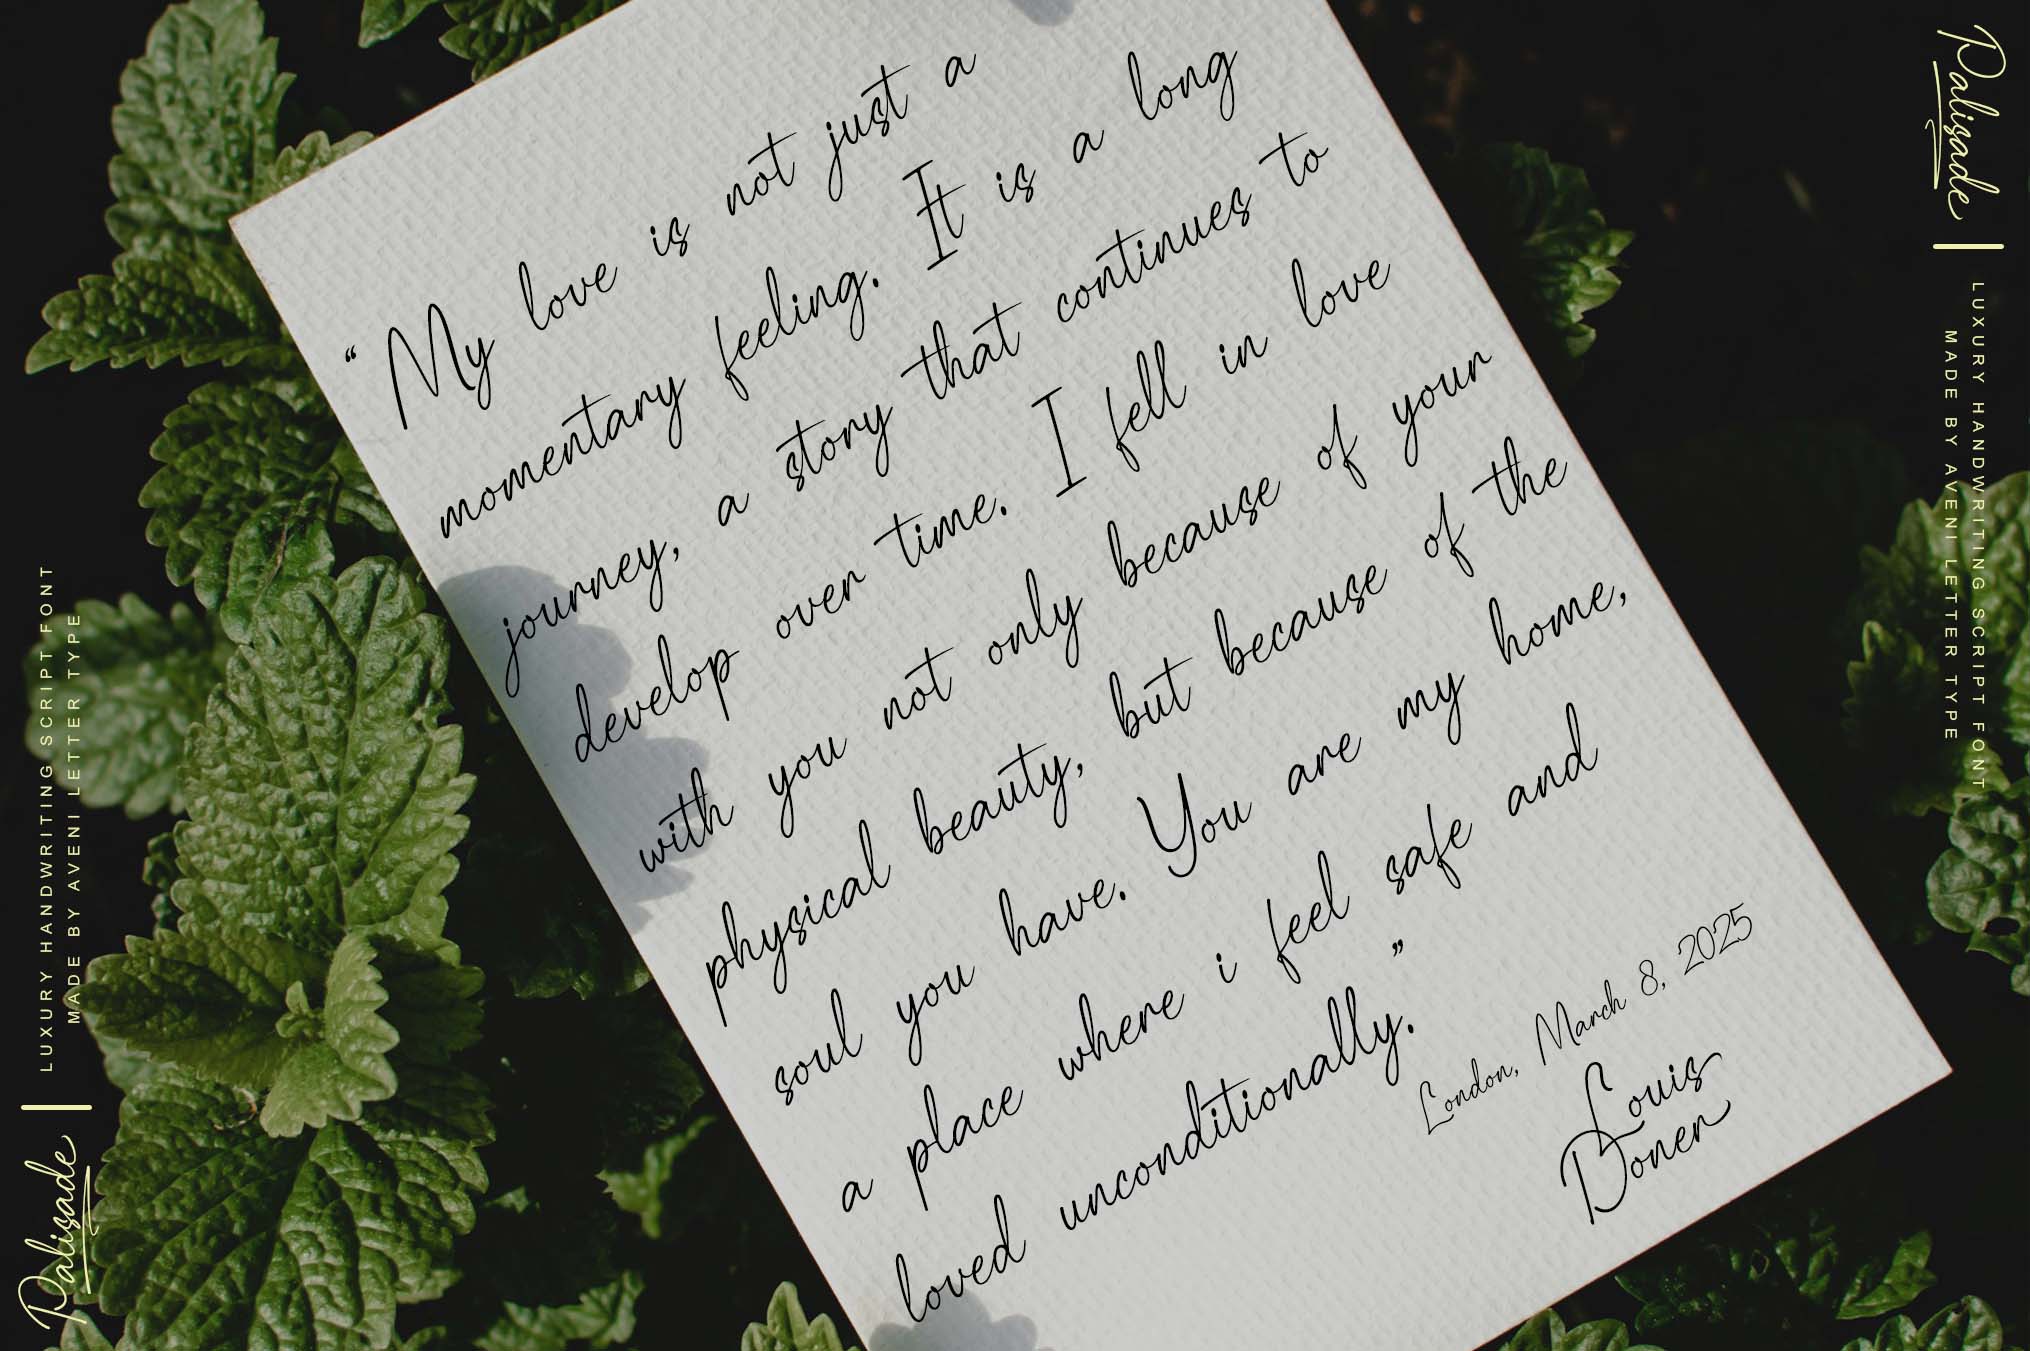 “ My love is not just a
momentary feeling. It is a long
journey, a story that continues to
develop over time. I fell in love
with you not only because of your
physical beauty, but because of the
soul you have. You are my home,
a place where i feel safe and
loved unconditionally. ”
London, March 8, 2025
Louis
Doner
Palisade
LUXURY HANDWRITING SCRIPT FONT
MADE BY AVENI LETTER TYPE
Palisade
LUXURY HANDWRITING SCRIPT FONT
MADE BY AVENI LETTER TYPE